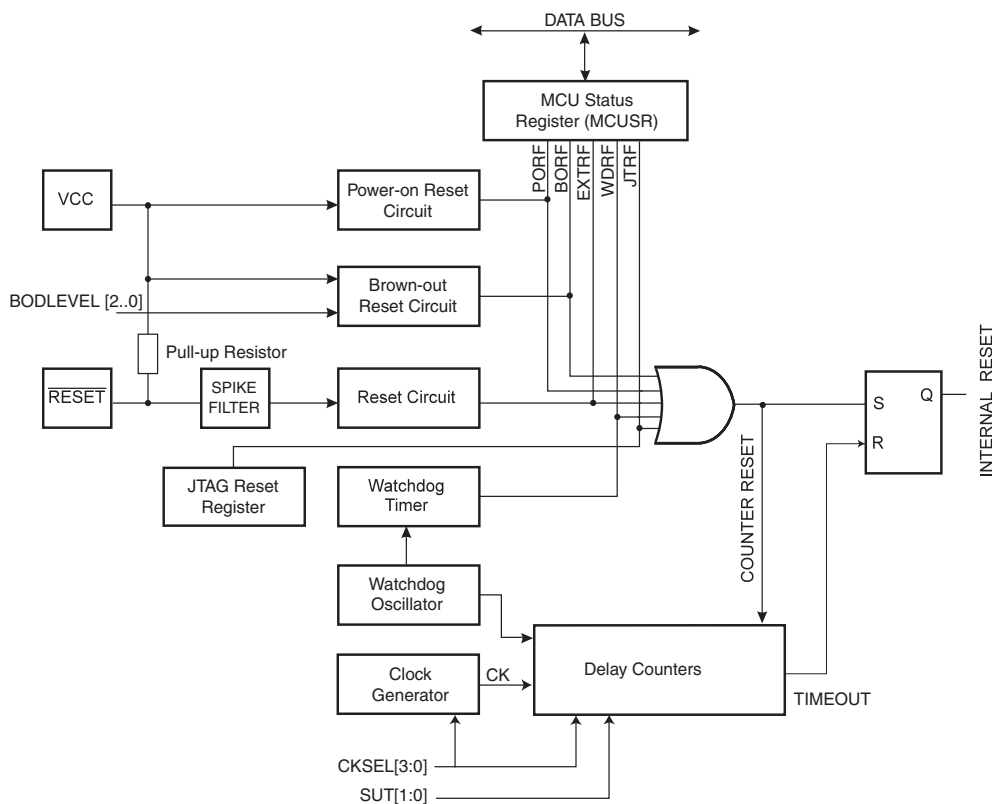 DATA BUS
MCU Status
Register (MCUSR)
PORF
BORF
EXTRF
WDRF
JTRF
VCC
Power-on Reset
Circuit
Brown-out
Reset Circuit
BODLEVEL [2..0]
Pull-up Resistor
RESET
SPIKE
FILTER
Reset Circuit
S
Q
R
INTERNAL RESET
JTAG Reset
Register
Watchdog
Timer
COUNTER RESET
Watchdog
Oscillator
Clock
Generator
CK
Delay Counters
TIMEOUT
CKSEL[3:0]
SUT[1:0]